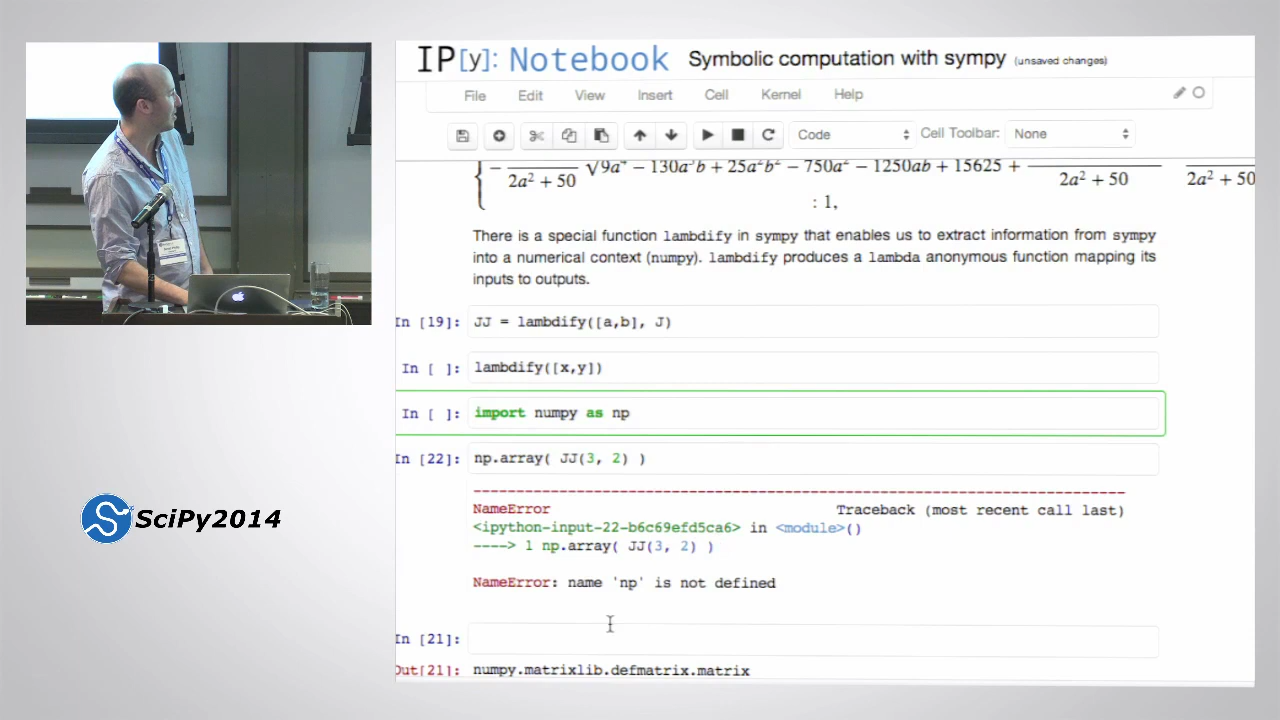 IP[y]: Notebook Symbolic computation with sympy (unsaved changes)
File Edit View Insert Cell Kernel Help
Code Cell Toolbar: None
2a² + 50
2a² + 50
2a² + 50
: 1,
There is a special function lambdify in sympy that enables us to extract information from sympy
into a numerical context (numpy). lambdify produces a lambda anonymous function mapping its
inputs to outputs.
In [19]: JJ = lambdify([a,b], J)
In [ ]: lambdify([x,y])
In [ ]: import numpy as np
In [22]: np.array( JJ(3, 2) )
---------------------------------------------------------------------------
NameError Traceback (most recent call last)
<ipython-input-22-b6c69efd5ca6> in <module>()
----> 1 np.array( JJ(3, 2) )
NameError: name 'np' is not defined
In [21]:
Out[21]: numpy.matrixlib.defmatrix.matrix
SciPy2014